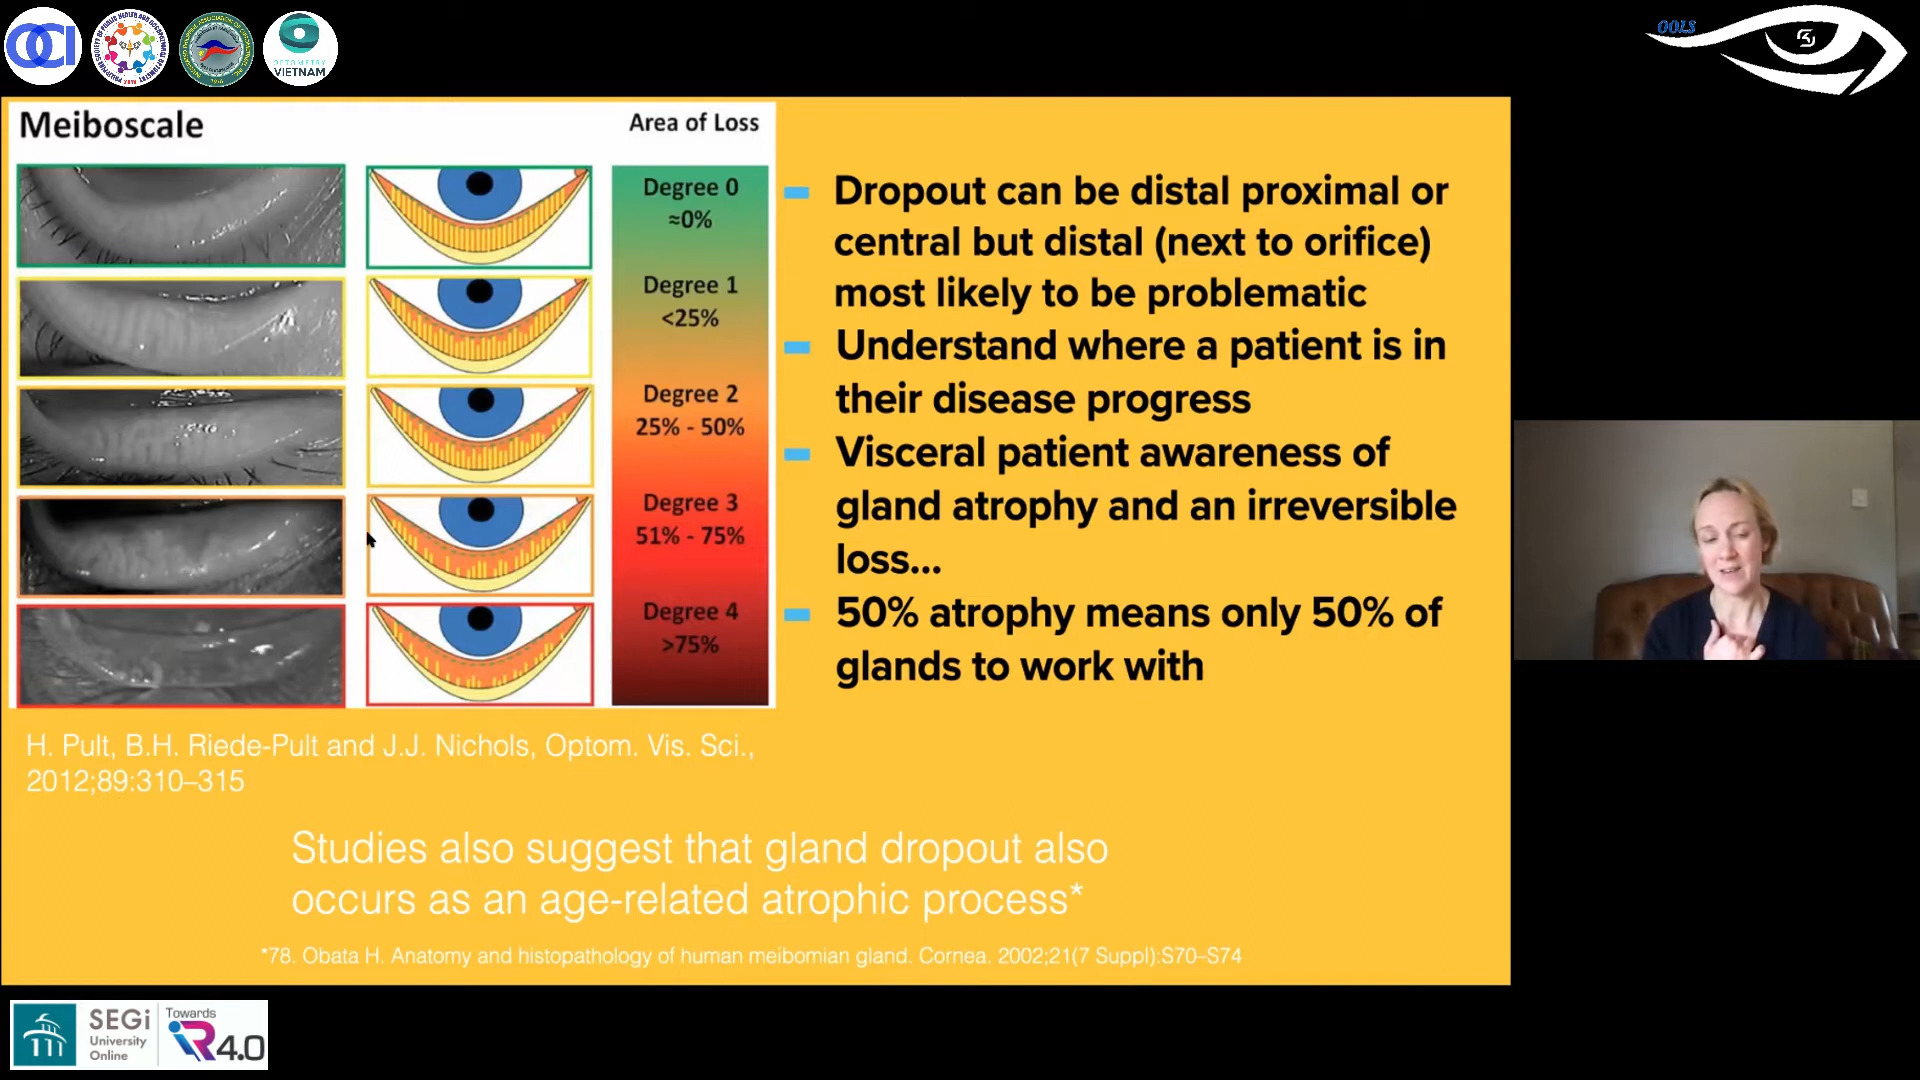 OCI
OPTOMETRY
VIETNAM
OOLS
Meiboscale
Area of Loss
Degree 0
≈0%
Degree 1
<25%
Degree 2
25% - 50%
Degree 3
51% - 75%
Degree 4
>75%
Dropout can be distal proximal or
central but distal (next to orifice)
most likely to be problematic
Understand where a patient is in
their disease progress
Visceral patient awareness of
gland atrophy and an irreversible
loss...
50% atrophy means only 50% of
glands to work with
H. Pult, B.H. Riede-Pult and J.J. Nichols, Optom. Vis. Sci.,
2012;89:310–315
Studies also suggest that gland dropout also
occurs as an age-related atrophic process*
*78. Obata H. Anatomy and histopathology of human meibomian gland. Cornea. 2002;21(7 Suppl):S70–S74
SEGi
University
Online
Towards
iR4.0